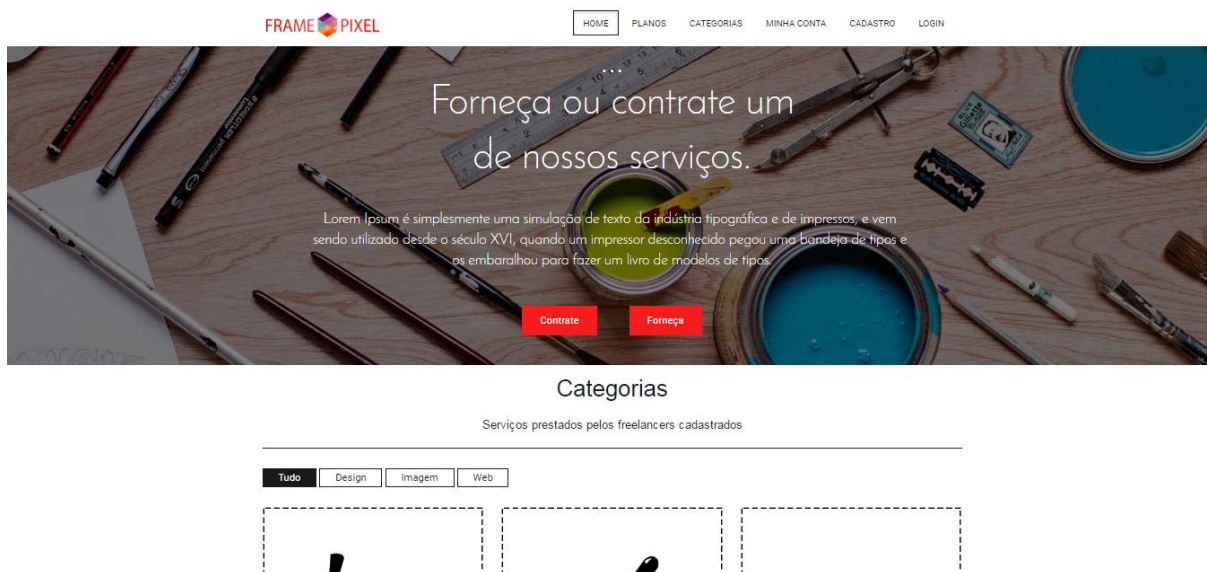 FRAME PIXEL
HOME PLANOS CATEGORIAS MINHA CONTA CADASTRO LOGIN
...
Forneça ou contrate um
de nossos serviços.
Lorem Ipsum é simplesmente uma simulação de texto da indústria tipográfica e de impressos, e vem
sendo utilizado desde o século XVI, quando um impressor desconhecido pegou uma bandeja de tipos e
os embaralhou para fazer um livro de modelos de tipos.
Contrate Forneça
Categorias
Serviços prestados pelos freelancers cadastrados
Tudo Design Imagem Web